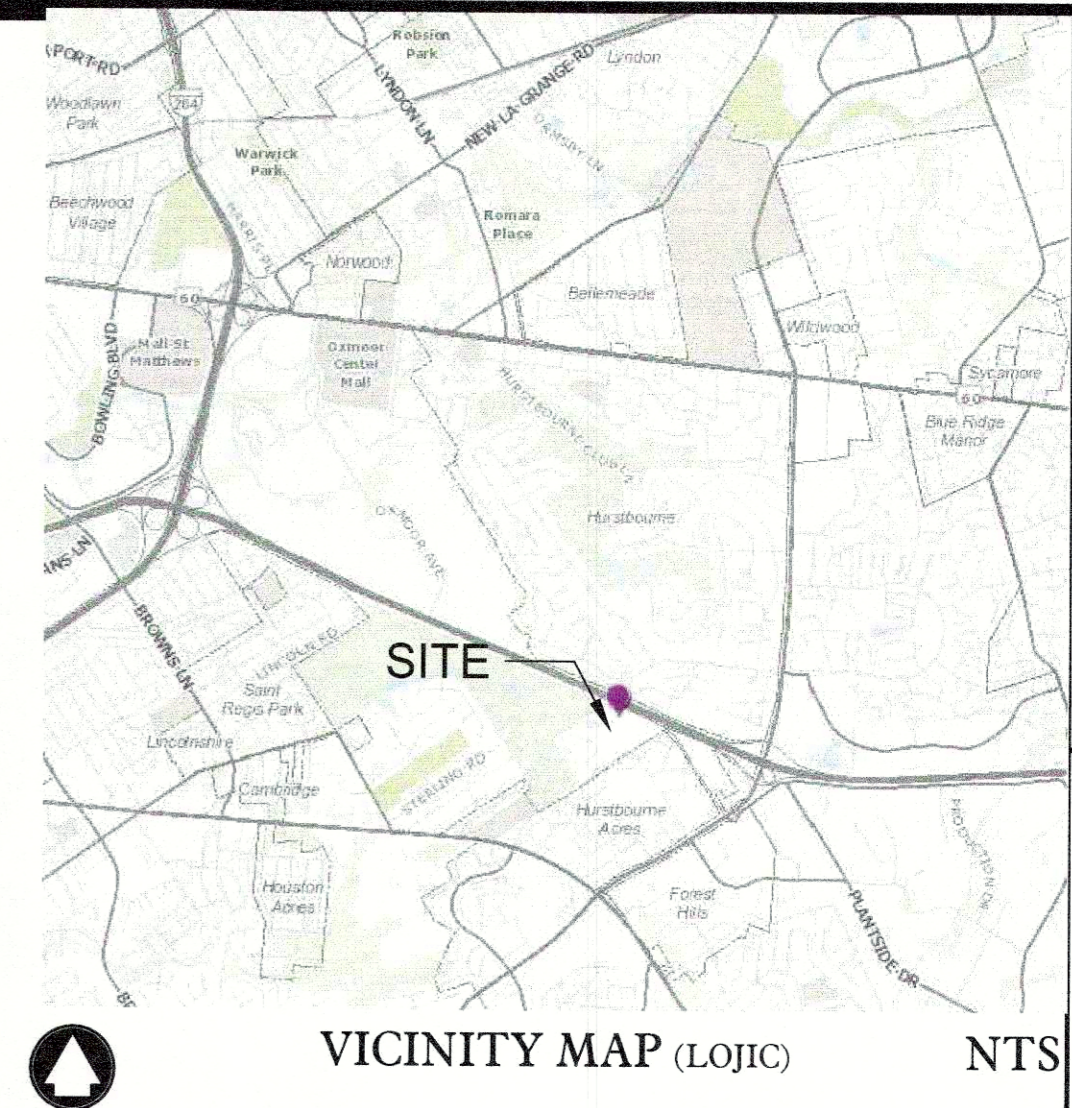 Robsion
Park
Lyndon
PORT-RD
LYNDON-LN
NEW-LA-GRANGE-RD
Woodlawn
Park
264
ORMSBY LN
Warwick
Park
Beechwood
Village
Romara
Place
Norwood
Bellemeade
60
BOWLING-BLVD
Mall St.
Matthews
Oxmoor
Center
Mall
Wildwood
Sycamore
60
HURSTBOURNE CLUB
Blue Ridge
Manor
OXMOOR AVE
Hurstbourne
ANS-LN
BROWNS-LN
LINCOLN RD
SITE
Saint
Regis Park
Lincolnshire
Cambridge
STERLING RD
Hurstbourne
Acres
Houston
Acres
Forest
Hills
PLANTSIDE-DR
VICINITY MAP (LOJIC)
NTS